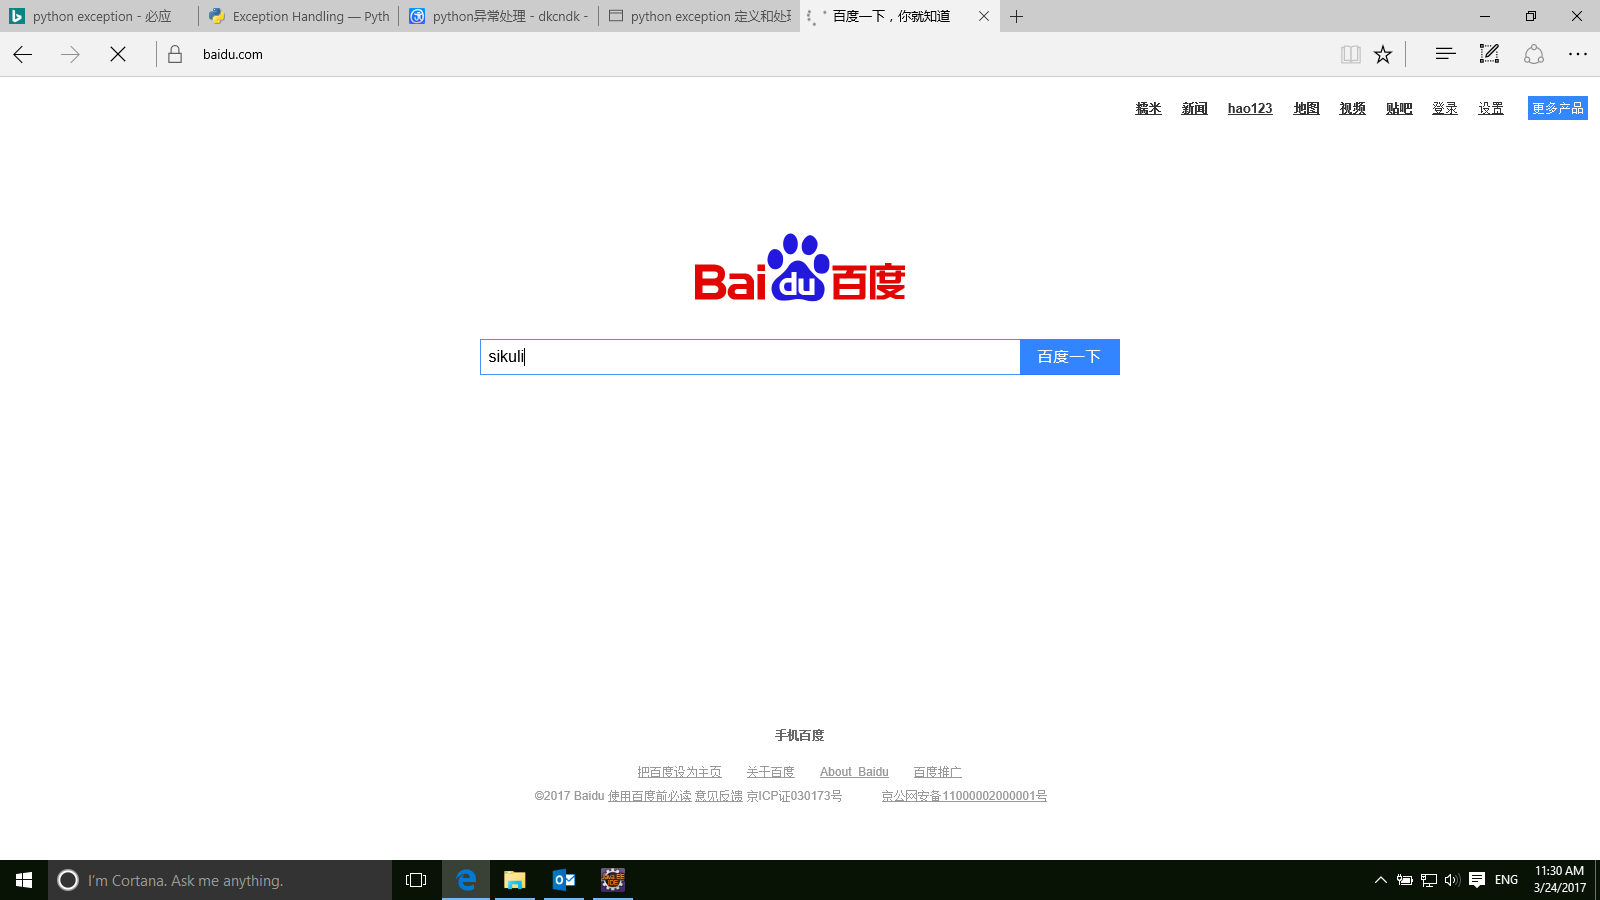 python exception - 必应
Exception Handling — Pyth
python异常处理 - dkcndk -
python exception 定义和处理
百度一下，你就知道
baidu.com
糯米 新闻 hao123 地图 视频 贴吧 登录 设置 更多产品
Bai du 百度
sikuli
百度一下
手机百度
把百度设为主页 关于百度 About Baidu 百度推广
©2017 Baidu 使用百度前必读 意见反馈 京ICP证030173号 京公网安备11000002000001号
I'm Cortana. Ask me anything.
ENG
11:30 AM
3/24/2017